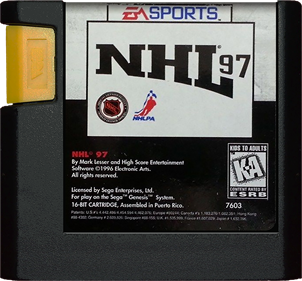 EA SPORTS™
NHL 97
NHLPA
NHL® 97
By Mark Lesser and High Score Entertainment
Software ©1996 Electronic Arts.
All rights reserved.
Licensed by Sega Enterprises, Ltd.
For play on the Sega™ Genesis™ System.
16-BIT CARTRIDGE, Assembled in Puerto Rico.
7603
KIDS TO ADULTS
KA
CONTENT RATED BY
ESRB